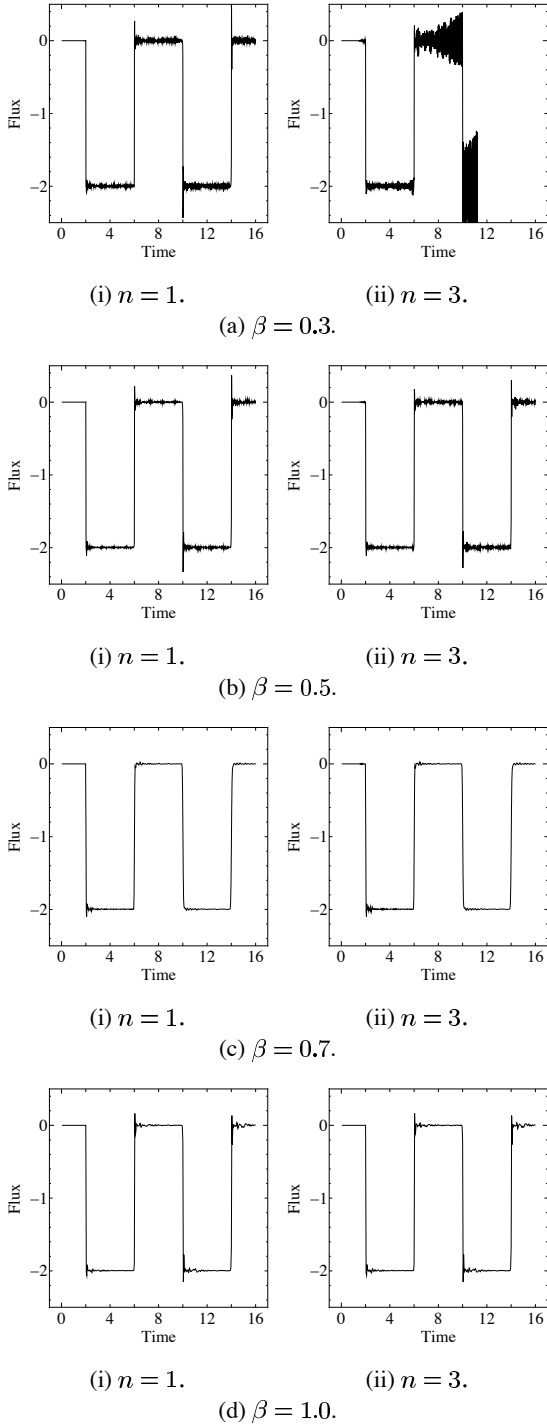 0
−1
−2
Flux
0 4 8 12 16
Time
0
−1
−2
Flux
0 4 8 12 16
Time
(i) n = 1.
(ii) n = 3.
(a) β = 0.3.
0
−1
−2
Flux
0 4 8 12 16
Time
0
−1
−2
Flux
0 4 8 12 16
Time
(i) n = 1.
(ii) n = 3.
(b) β = 0.5.
0
−1
−2
Flux
0 4 8 12 16
Time
0
−1
−2
Flux
0 4 8 12 16
Time
(i) n = 1.
(ii) n = 3.
(c) β = 0.7.
0
−1
−2
Flux
0 4 8 12 16
Time
0
−1
−2
Flux
0 4 8 12 16
Time
(i) n = 1.
(ii) n = 3.
(d) β = 1.0.